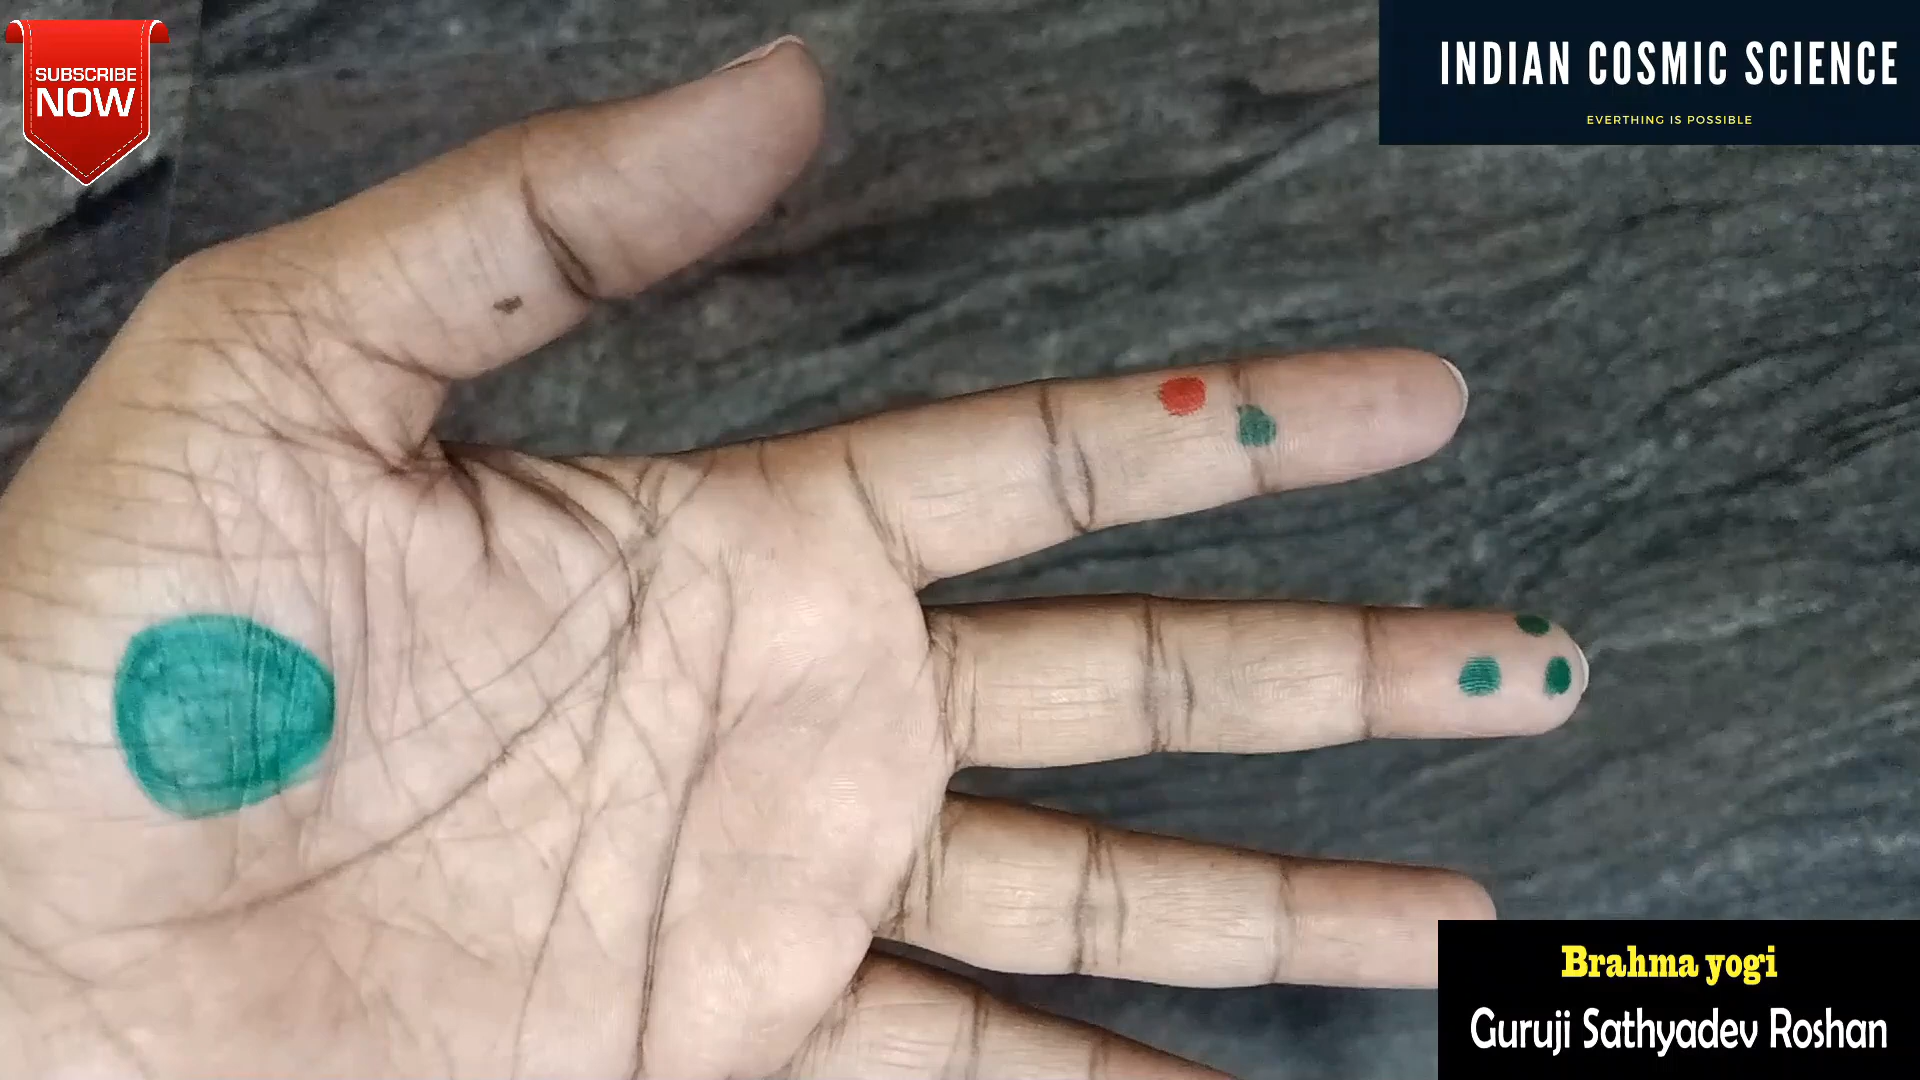 SUBSCRIBE
NOW
INDIAN COSMIC SCIENCE
EVERTHING IS POSSIBLE
Brahma yogi
Guruji Sathyadev Roshan